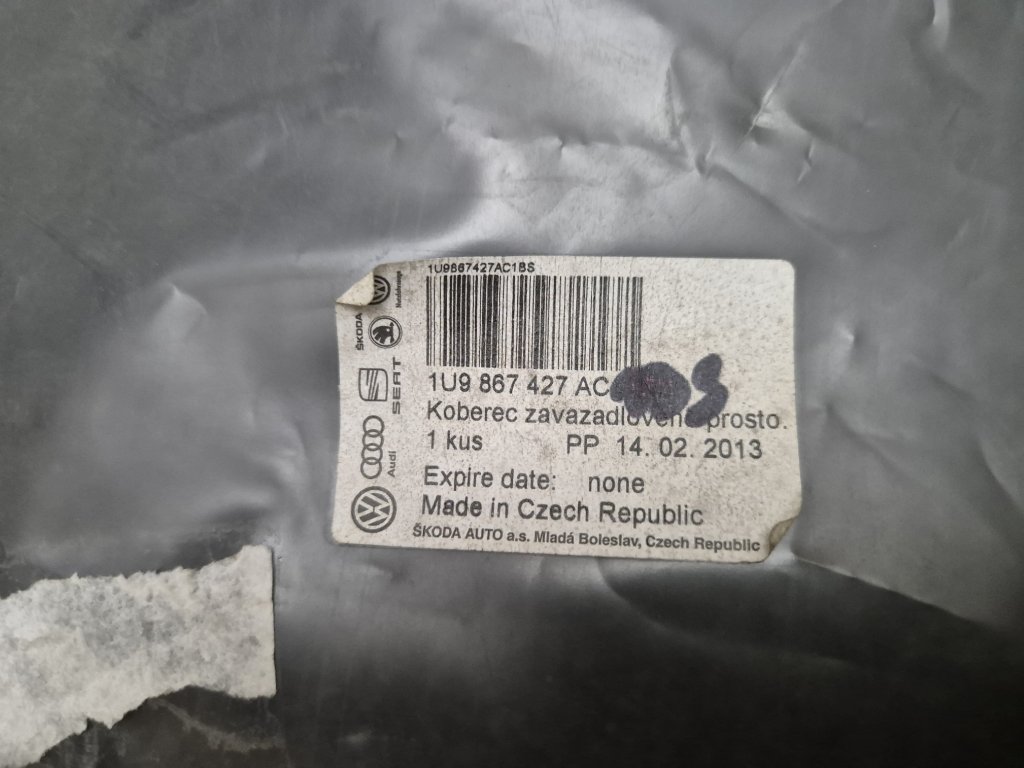 1U9867427AC1BS
1U9 867 427 AC
Koberec zavazadlového prosto.
1 kus PP 14. 02. 2013
Expire date: none
Made in Czech Republic
ŠKODA AUTO a.s. Mladá Boleslav, Czech Republic
ŠKODA
SEAT
Audi